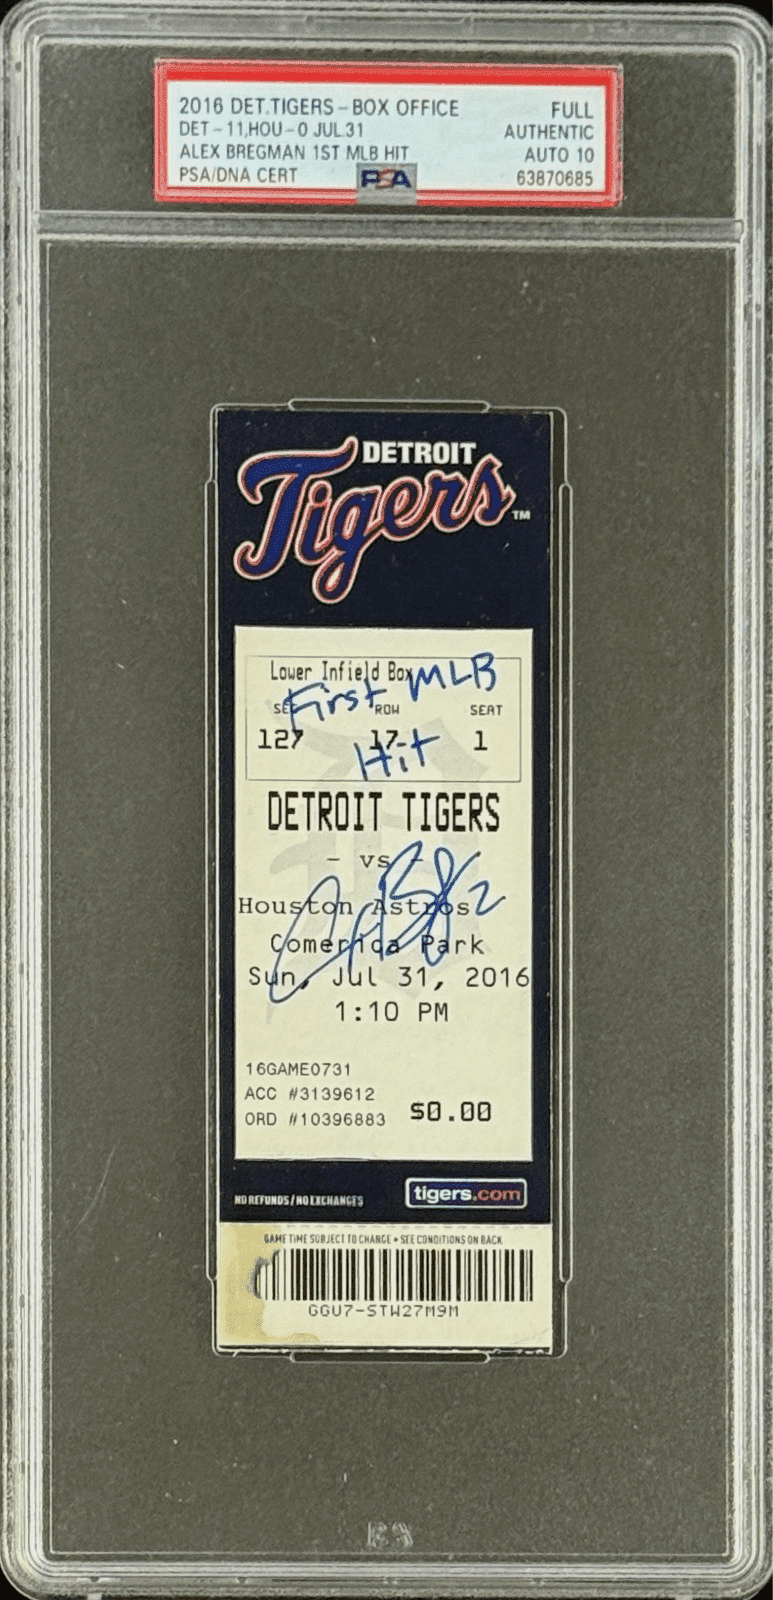 2016 DET.TIGERS-BOX OFFICE FULL
DET-11,HOU-0 JUL.31 AUTHENTIC
ALEX BREGMAN 1ST MLB HIT AUTO 10
PSA/DNA CERT PSA 63870685
DETROIT
Tigers™
Lower Infield Box
First MLB
SEC ROW SEAT
127 17 1
Hit
DETROIT TIGERS
- vs -
Houston Astros
Comerica Park
Sun, Jul 31, 2016
1:10 PM
16GAME0731
ACC #3139612
ORD #10396883 $0.00
NO REFUNDS/NO EXCHANGES tigers.com
GAME TIME SUBJECT TO CHANGE • SEE CONDITIONS ON BACK
GGU7-STW27M9M